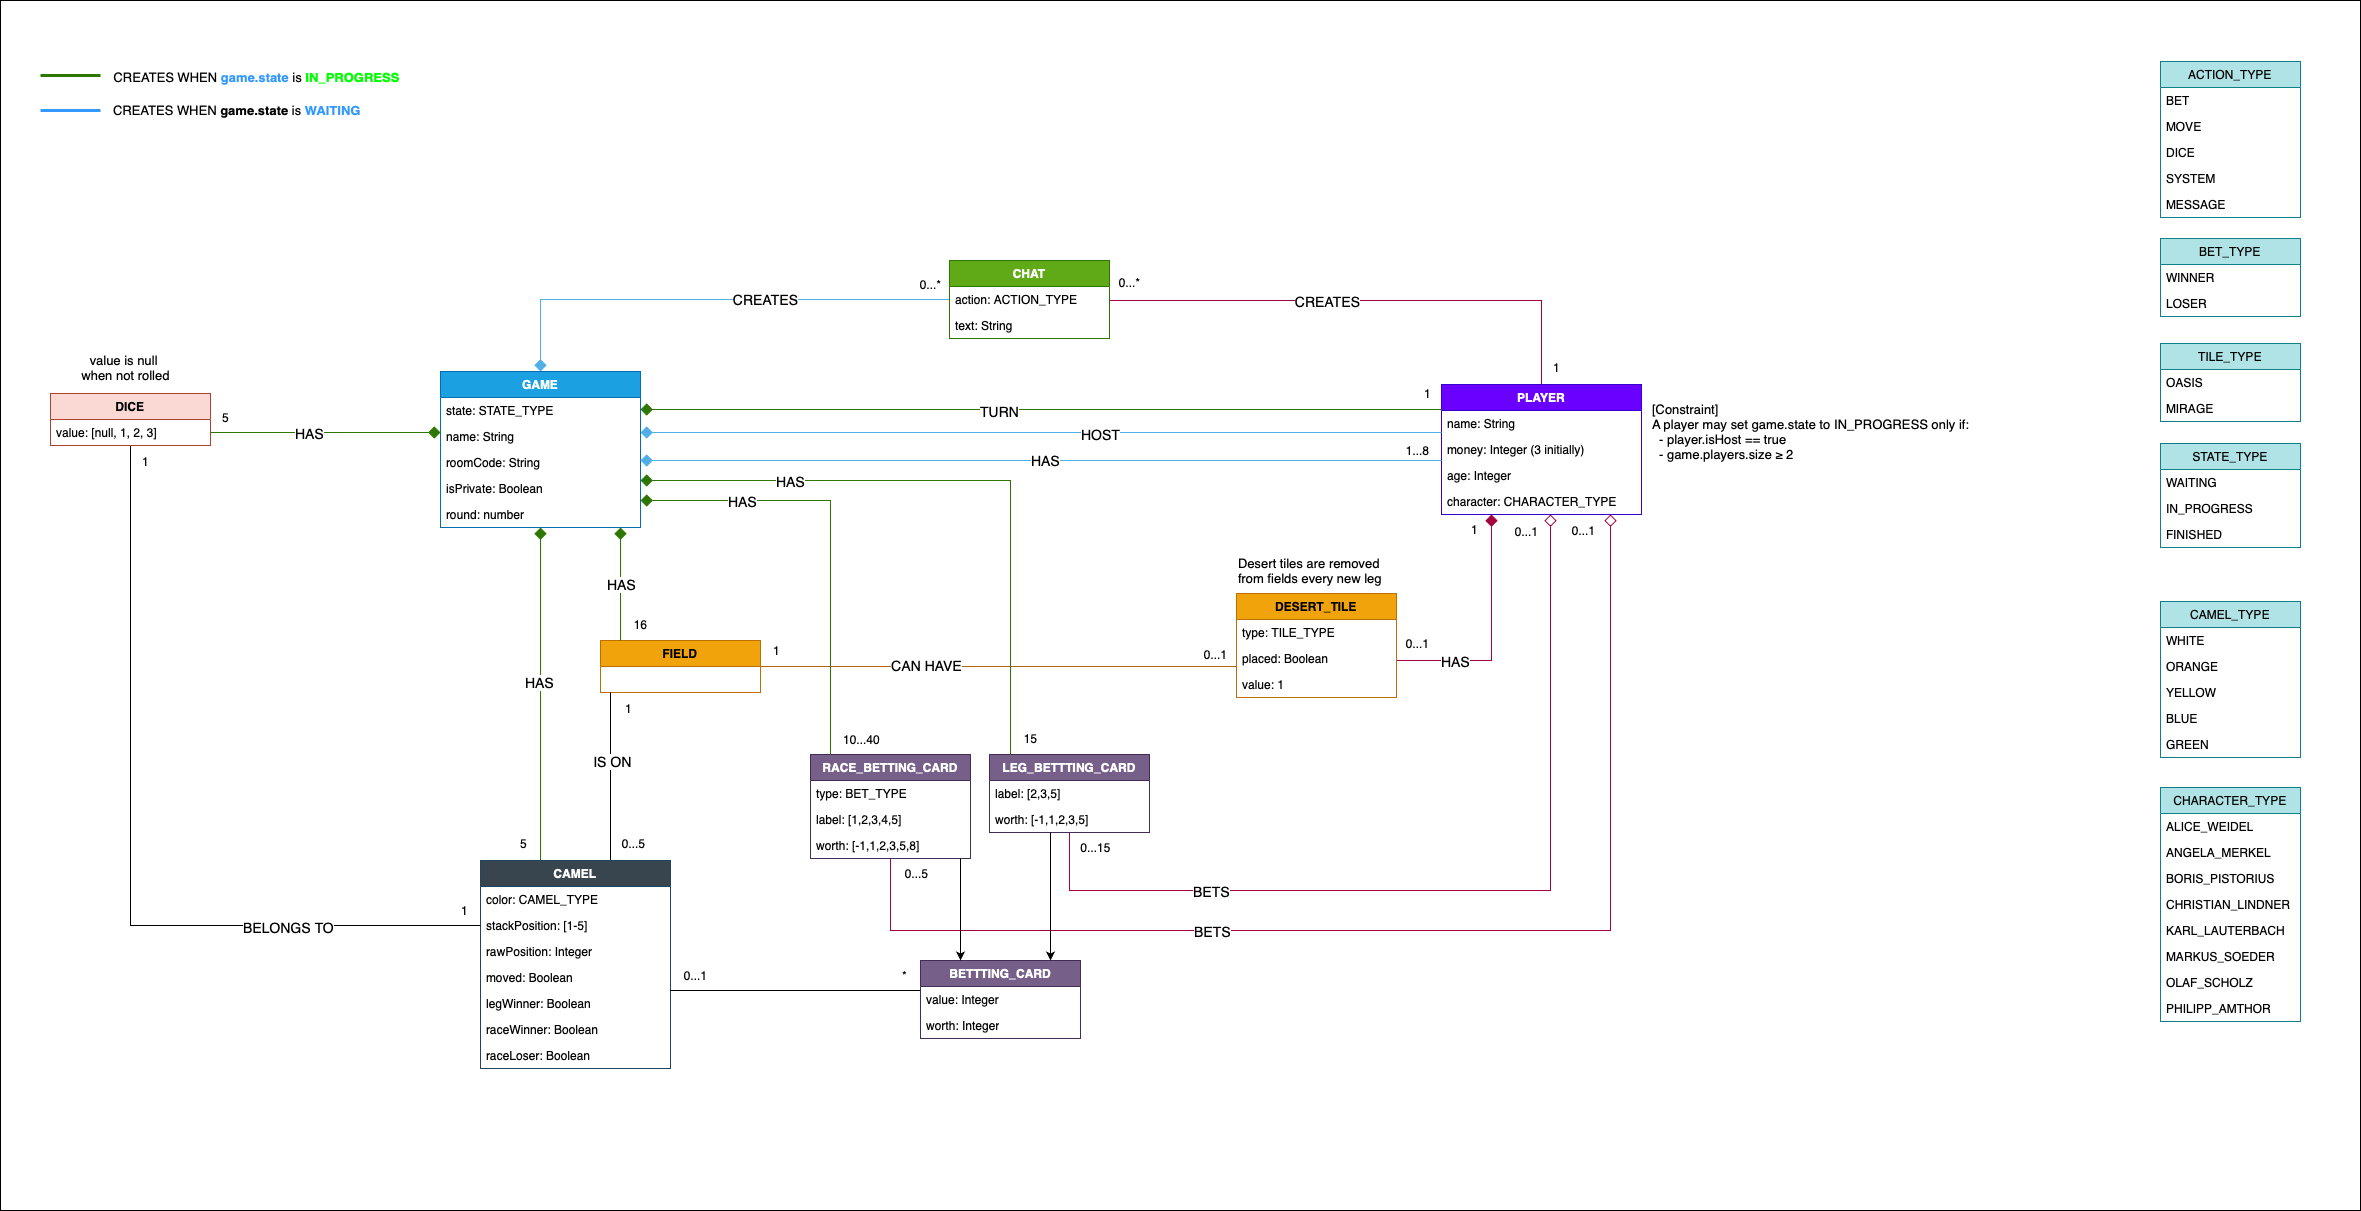 CREATES WHEN game.state is IN_PROGRESS
CREATES WHEN game.state is WAITING
CHAT
action: ACTION_TYPE
text: String
0...*
0...*
CREATES
CREATES
1
value is null
when not rolled
DICE
value: [null, 1, 2, 3]
5
HAS
1
GAME
state: STATE_TYPE
name: String
roomCode: String
isPrivate: Boolean
round: number
TURN
1
HOST
HAS
1...8
HAS
HAS
PLAYER
name: String
money: Integer (3 initially)
age: Integer
character: CHARACTER_TYPE
[Constraint]
A player may set game.state to IN_PROGRESS only if:
- player.isHost == true
- game.players.size ≥ 2
1
0...1
0...1
HAS
16
HAS
FIELD
1
CAN HAVE
0...1
1
IS ON
Desert tiles are removed
from fields every new leg
DESERT_TILE
type: TILE_TYPE
placed: Boolean
value: 1
0...1
HAS
10...40
RACE_BETTING_CARD
type: BET_TYPE
label: [1,2,3,4,5]
worth: [-1,1,2,3,5,8]
0...5
15
LEG_BETTTING_CARD
label: [2,3,5]
worth: [-1,1,2,3,5]
0...15
BETS
BETS
5
0...5
CAMEL
color: CAMEL_TYPE
stackPosition: [1-5]
rawPosition: Integer
moved: Boolean
legWinner: Boolean
raceWinner: Boolean
raceLoser: Boolean
1
BELONGS TO
0...1
*
BETTTING_CARD
value: Integer
worth: Integer
ACTION_TYPE
BET
MOVE
DICE
SYSTEM
MESSAGE
BET_TYPE
WINNER
LOSER
TILE_TYPE
OASIS
MIRAGE
STATE_TYPE
WAITING
IN_PROGRESS
FINISHED
CAMEL_TYPE
WHITE
ORANGE
YELLOW
BLUE
GREEN
CHARACTER_TYPE
ALICE_WEIDEL
ANGELA_MERKEL
BORIS_PISTORIUS
CHRISTIAN_LINDNER
KARL_LAUTERBACH
MARKUS_SOEDER
OLAF_SCHOLZ
PHILIPP_AMTHOR